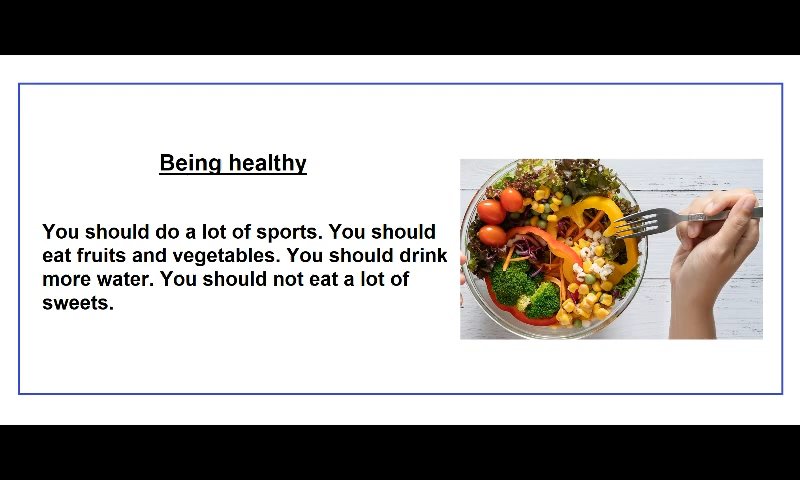 Being healthy
You should do a lot of sports. You should
eat fruits and vegetables. You should drink
more water. You should not eat a lot of
sweets.